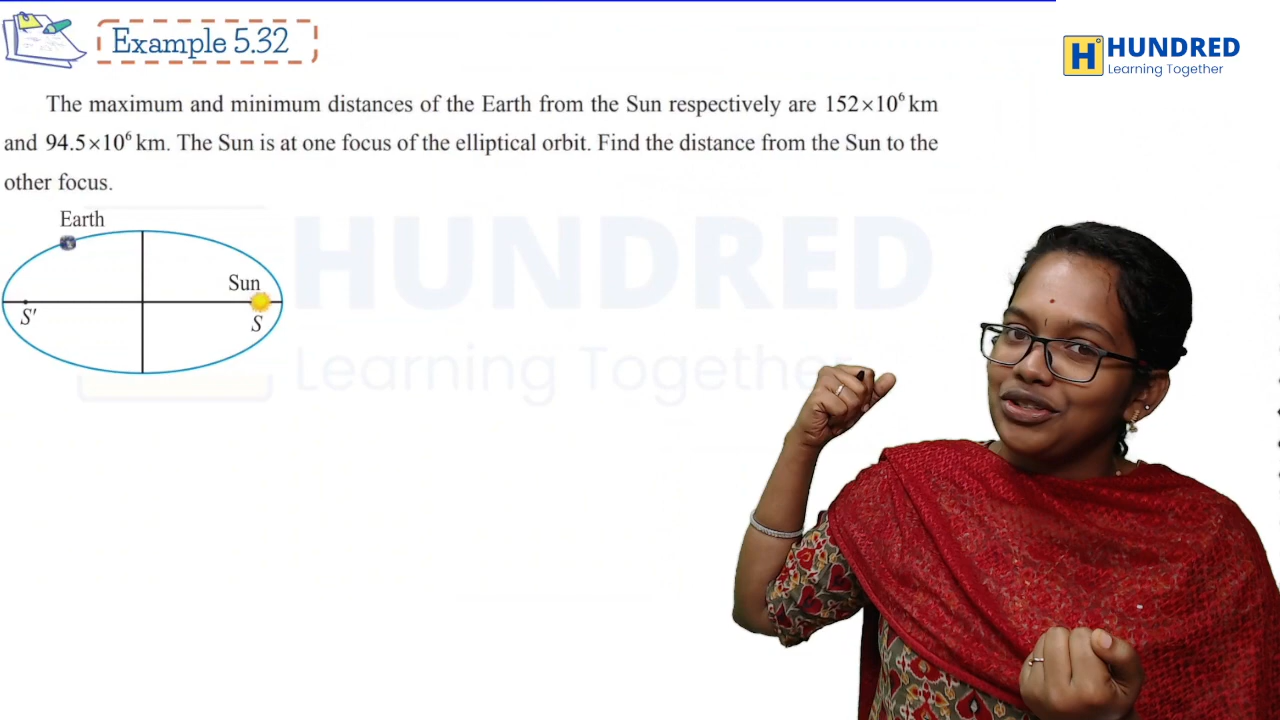 Example 5.32
HUNDRED
Learning Together
The maximum and minimum distances of the Earth from the Sun respectively are 152×10⁶ km
and 94.5×10⁶ km. The Sun is at one focus of the elliptical orbit. Find the distance from the Sun to the
other focus.
Earth
Sun
S′
S
HUNDRED
Learning Together